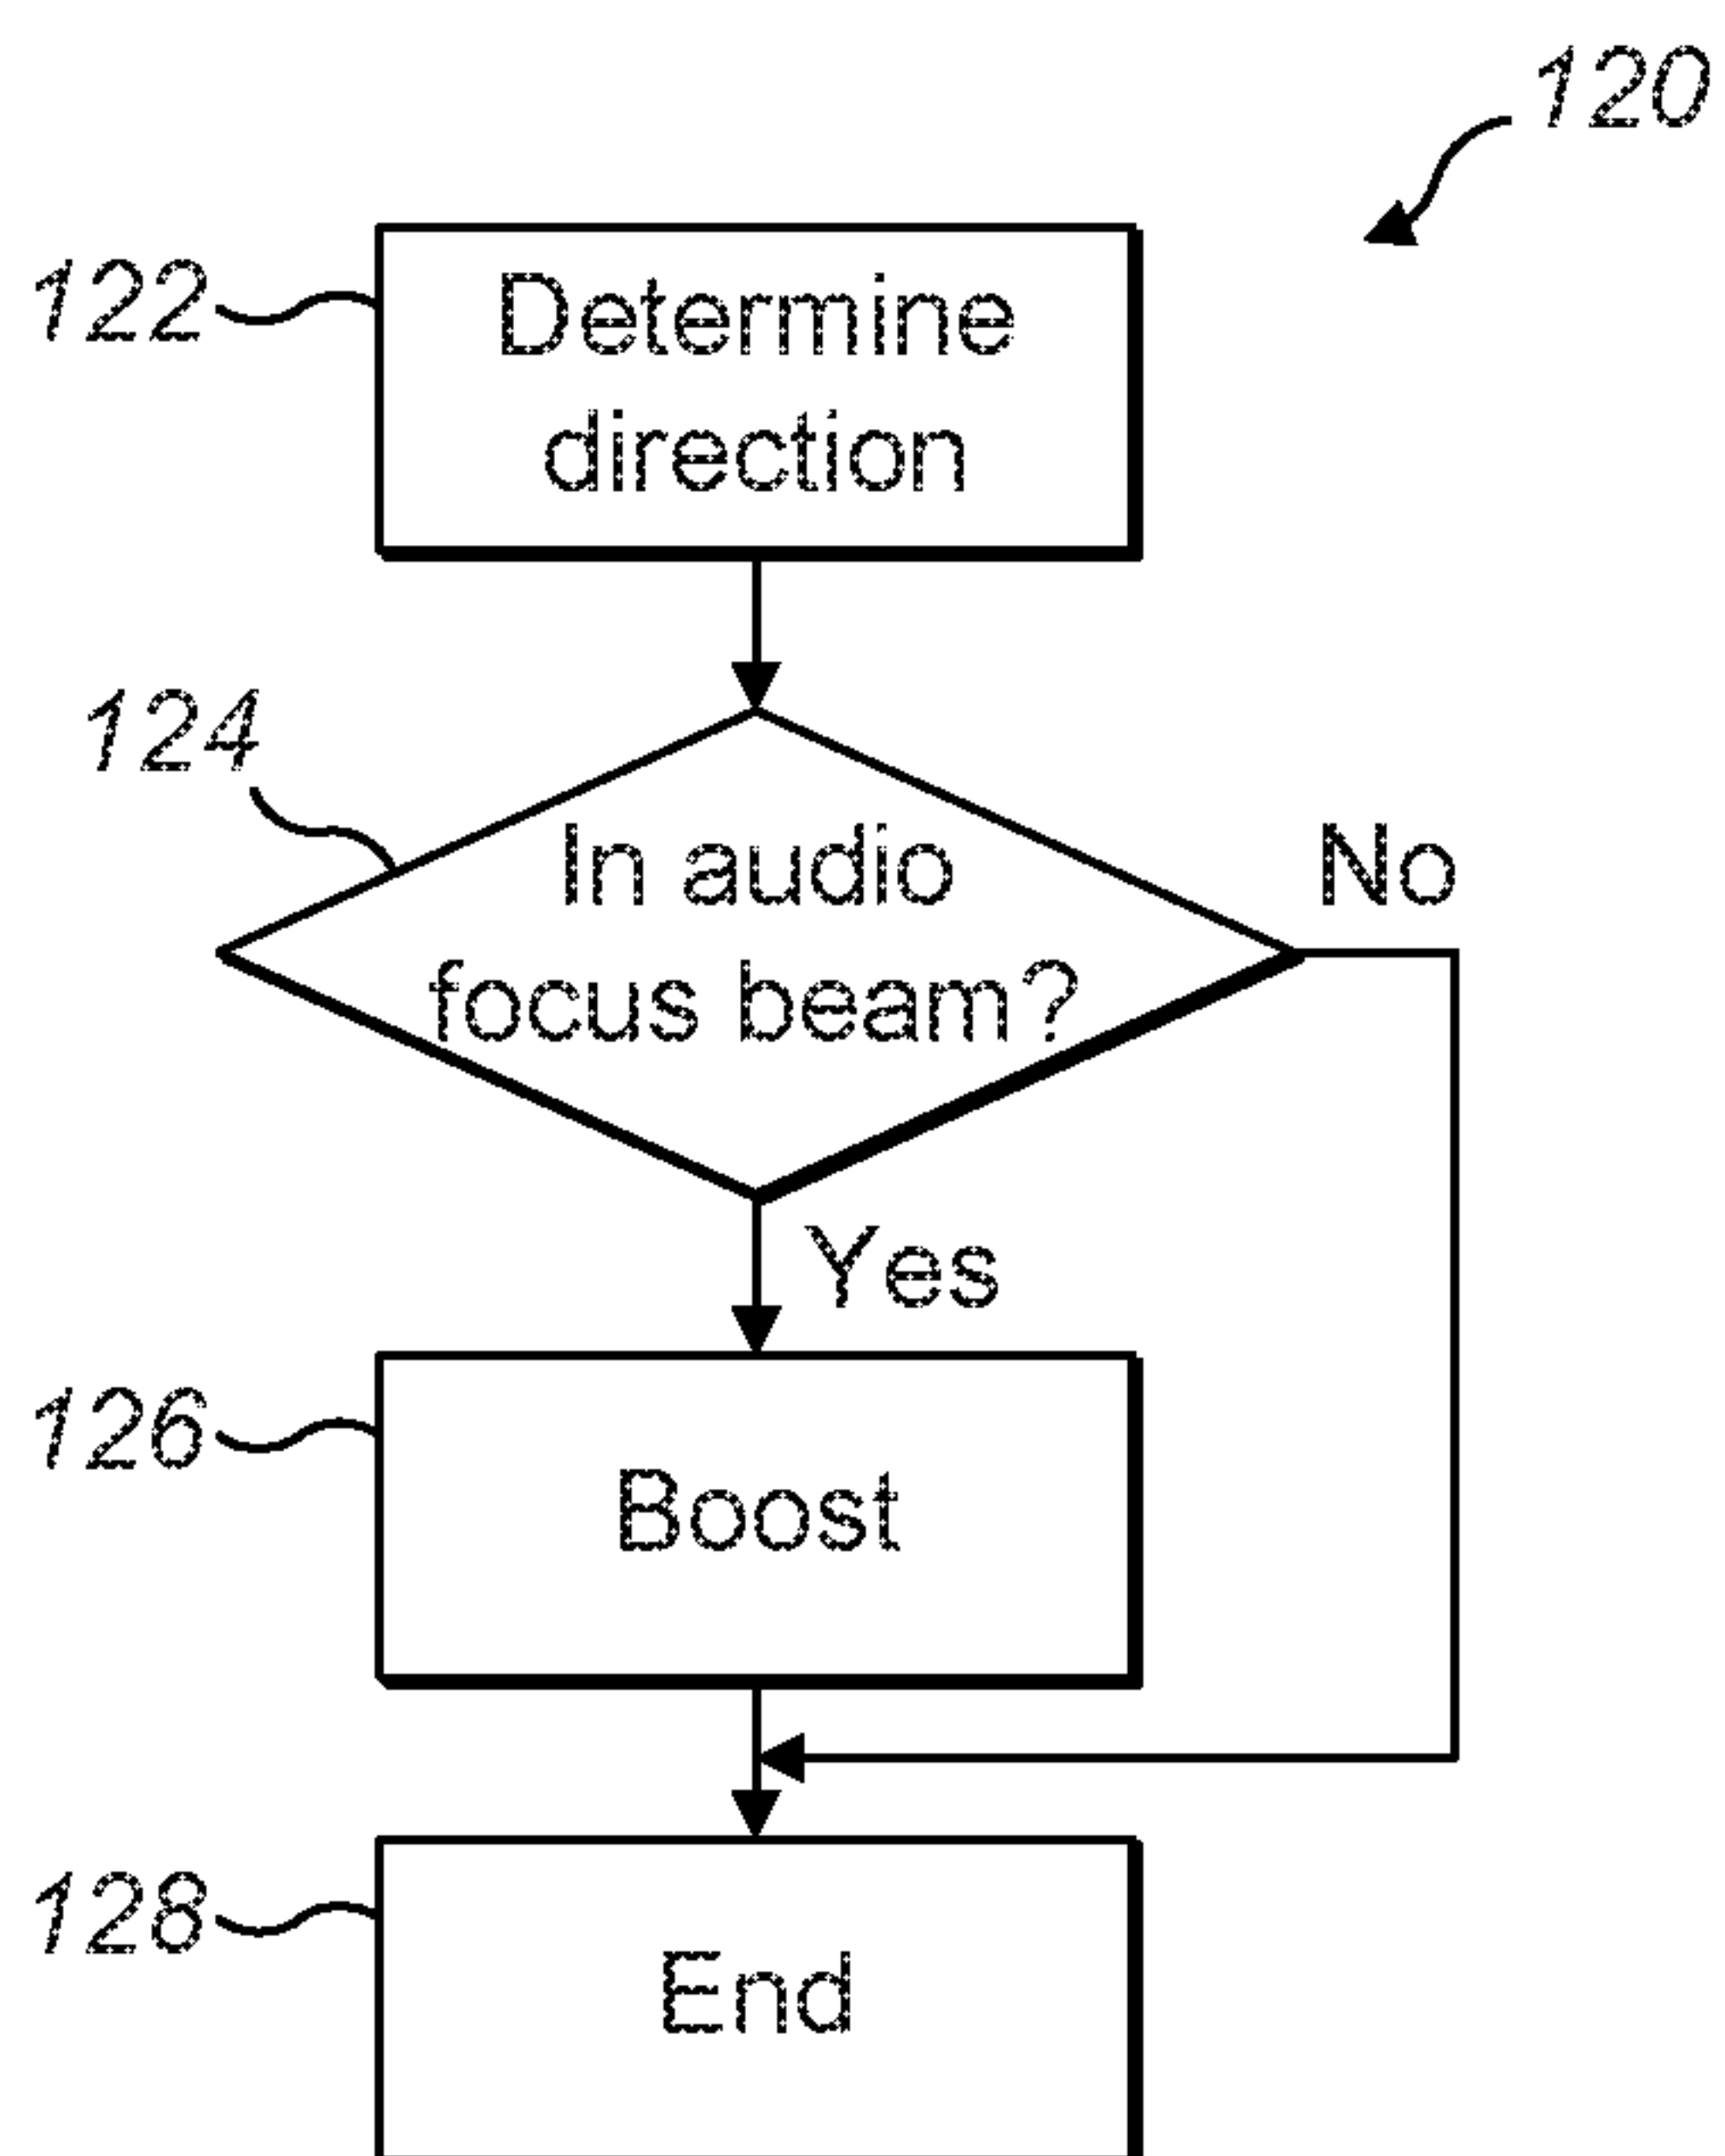 120
122
Determine
direction
124
In audio
focus beam?
No
Yes
126
Boost
128
End